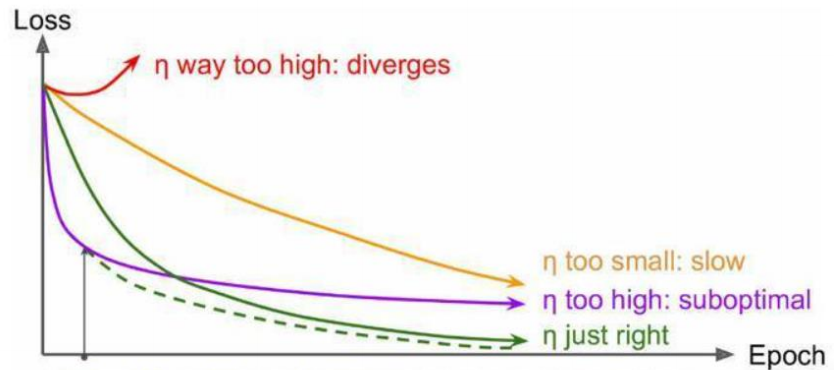 Loss
η way too high: diverges
η too small: slow
η too high: suboptimal
η just right
Epoch